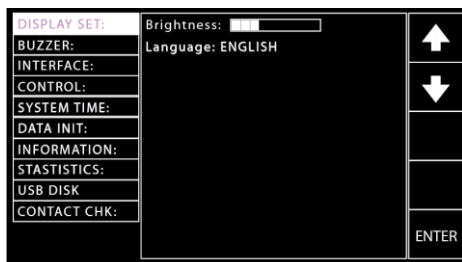 DISPLAY SET:
BUZZER:
INTERFACE:
CONTROL:
SYSTEM TIME:
DATA INIT:
INFORMATION:
STASTISTICS:
USB DISK
CONTACT CHK:
Brightness:
Language: ENGLISH
ENTER